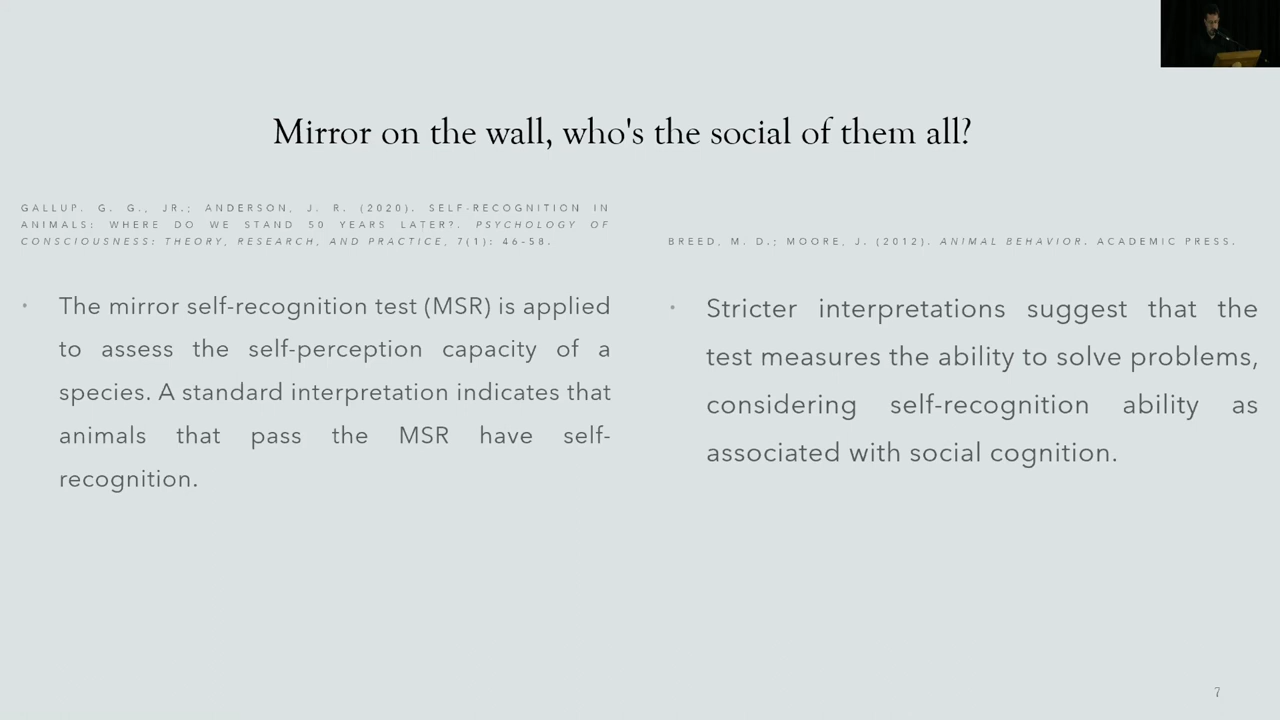 Mirror on the wall, who's the social of them all?
GALLUP. G. G., JR.; ANDERSON, J. R. (2020). SELF-RECOGNITION IN
ANIMALS: WHERE DO WE STAND 50 YEARS LATER?. PSYCHOLOGY OF
CONSCIOUSNESS: THEORY, RESEARCH, AND PRACTICE, 7(1): 46-58.
• The mirror self-recognition test (MSR) is applied
to assess the self-perception capacity of a
species. A standard interpretation indicates that
animals that pass the MSR have self-
recognition.
BREED, M. D.; MOORE, J. (2012). ANIMAL BEHAVIOR. ACADEMIC PRESS.
• Stricter interpretations suggest that the
test measures the ability to solve problems,
considering self-recognition ability as
associated with social cognition.
7